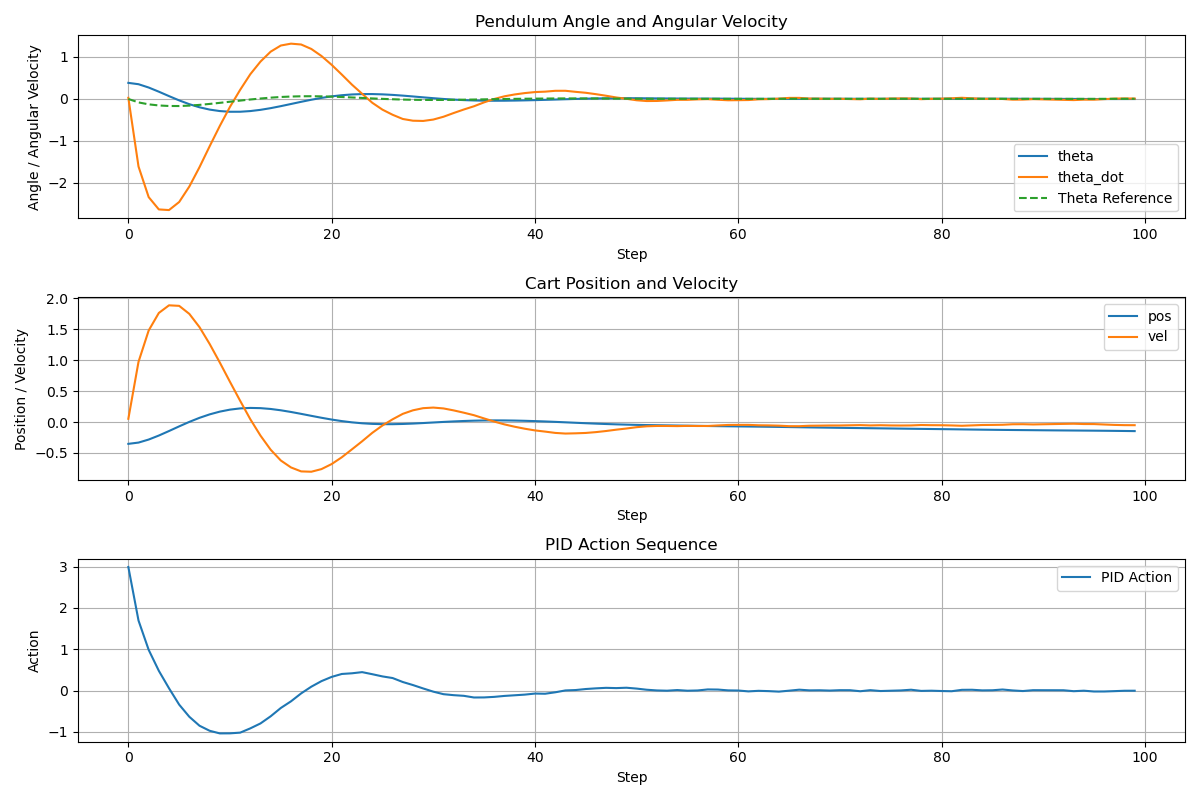 Pendulum Angle and Angular Velocity
Angle / Angular Velocity
1
0
−1
−2
theta
theta_dot
Theta Reference
0 20 40 60 80 100
Step
Cart Position and Velocity
Position / Velocity
2.0
1.5
1.0
0.5
0.0
−0.5
pos
vel
0 20 40 60 80 100
Step
PID Action Sequence
Action
3
2
1
0
−1
PID Action
0 20 40 60 80 100
Step